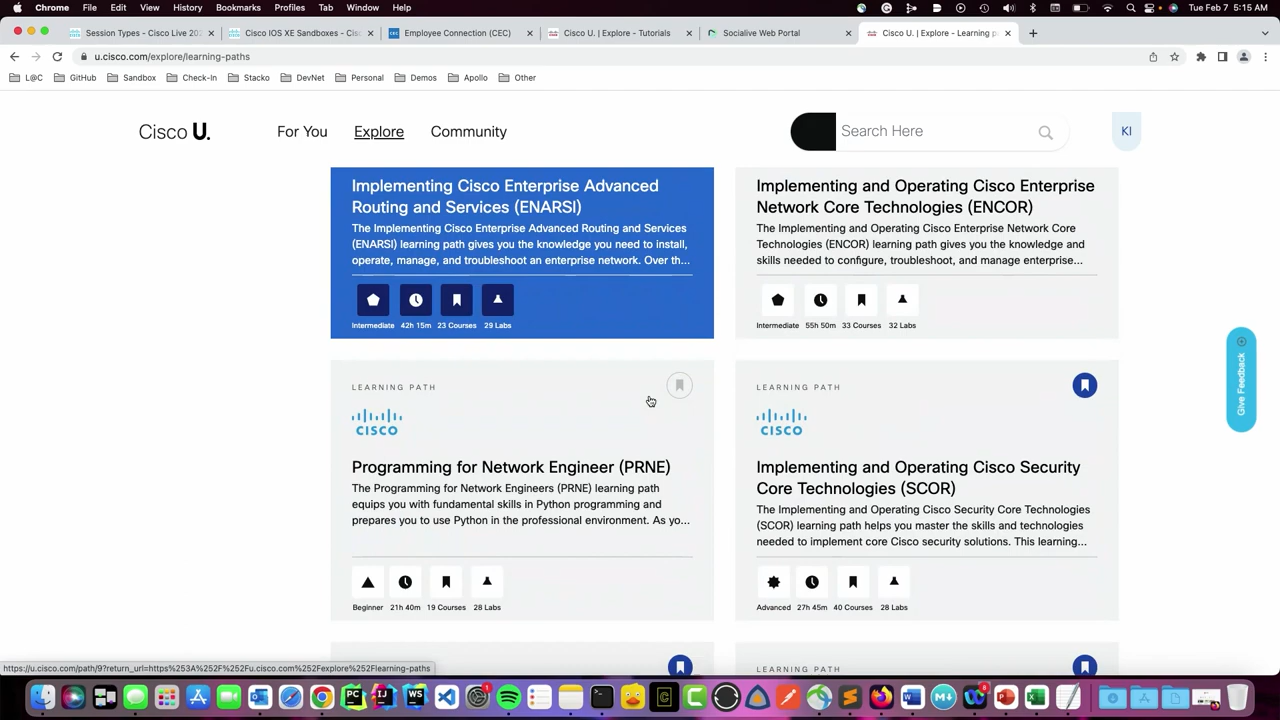 Chrome File Edit View History Bookmarks Profiles Tab Window Help
Tue Feb 7 5:15 AM
Session Types - Cisco Live 202
Cisco IOS XE Sandboxes - Cis
Employee Connection (CEC)
Cisco U. | Explore - Tutorials
Socialive Web Portal
Cisco U. | Explore - Learning p
u.cisco.com/explore/learning-paths
L@C GitHub Sandbox Check-In Stacko DevNet Personal Demos Apollo Other
Cisco U. For You Explore Community Search Here KI
Implementing Cisco Enterprise Advanced
Routing and Services (ENARSI)
The Implementing Cisco Enterprise Advanced Routing and Services
(ENARSI) learning path gives you the knowledge you need to install,
operate, manage, and troubleshoot an enterprise network. Over th...
Intermediate 42h 15m 23 Courses 29 Labs
Implementing and Operating Cisco Enterprise
Network Core Technologies (ENCOR)
The Implementing and Operating Cisco Enterprise Network Core
Technologies (ENCOR) learning path gives you the knowledge and
skills needed to configure, troubleshoot, and manage enterprise...
Intermediate 55h 50m 33 Courses 32 Labs
Give Feedback
LEARNING PATH
CISCO
Programming for Network Engineer (PRNE)
The Programming for Network Engineers (PRNE) learning path
equips you with fundamental skills in Python programming and
prepares you to use Python in the professional environment. As yo...
Beginner 21h 40m 19 Courses 28 Labs
LEARNING PATH
CISCO
Implementing and Operating Cisco Security
Core Technologies (SCOR)
The Implementing and Operating Cisco Security Core Technologies
(SCOR) learning path helps you master the skills and technologies
needed to implement core Cisco security solutions. This learning...
Advanced 27h 45m 40 Courses 28 Labs
LEARNING PATH
https://u.cisco.com/path/9?return_url=https%253A%252F%252Fu.cisco.com%252Fexplore%252Flearning-paths